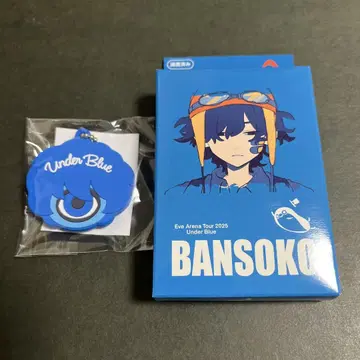 Under Blue
Eve Arena Tour 2025
Under Blue
BANSOKO